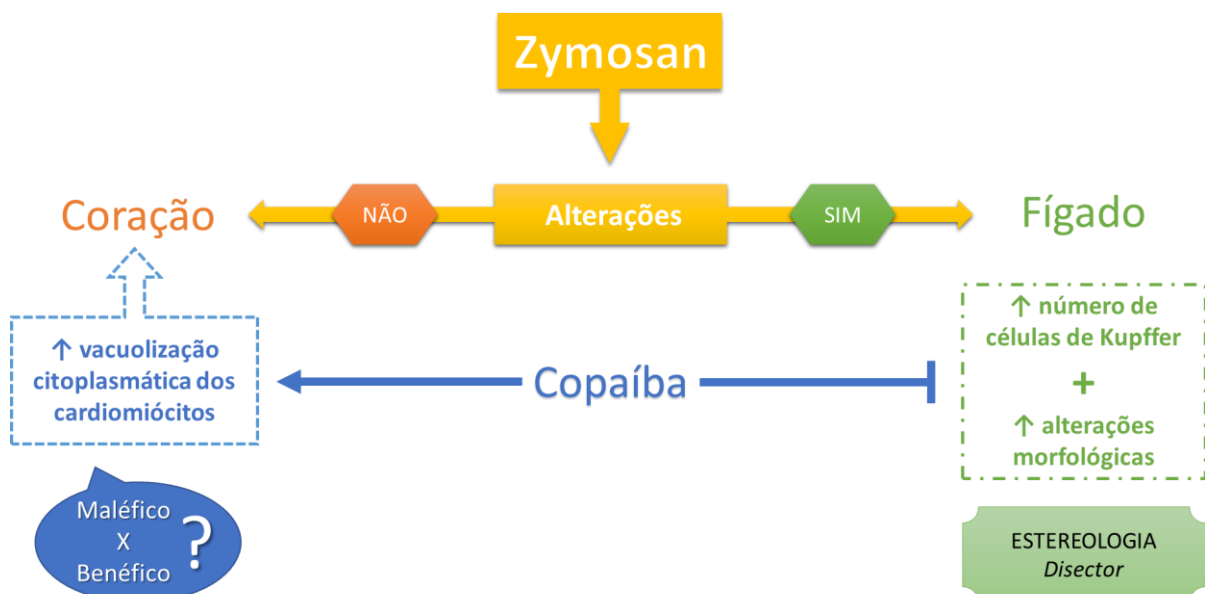 Zymosan
Coração
NÃO
Alterações
SIM
Fígado
↑ vacuolização
citoplasmática dos
cardiomiócitos
Copaíba
↑ número de
células de Kupffer
+
↑ alterações
morfológicas
Maléfico
X
Benéfico
?
ESTEREOLOGIA
Disector